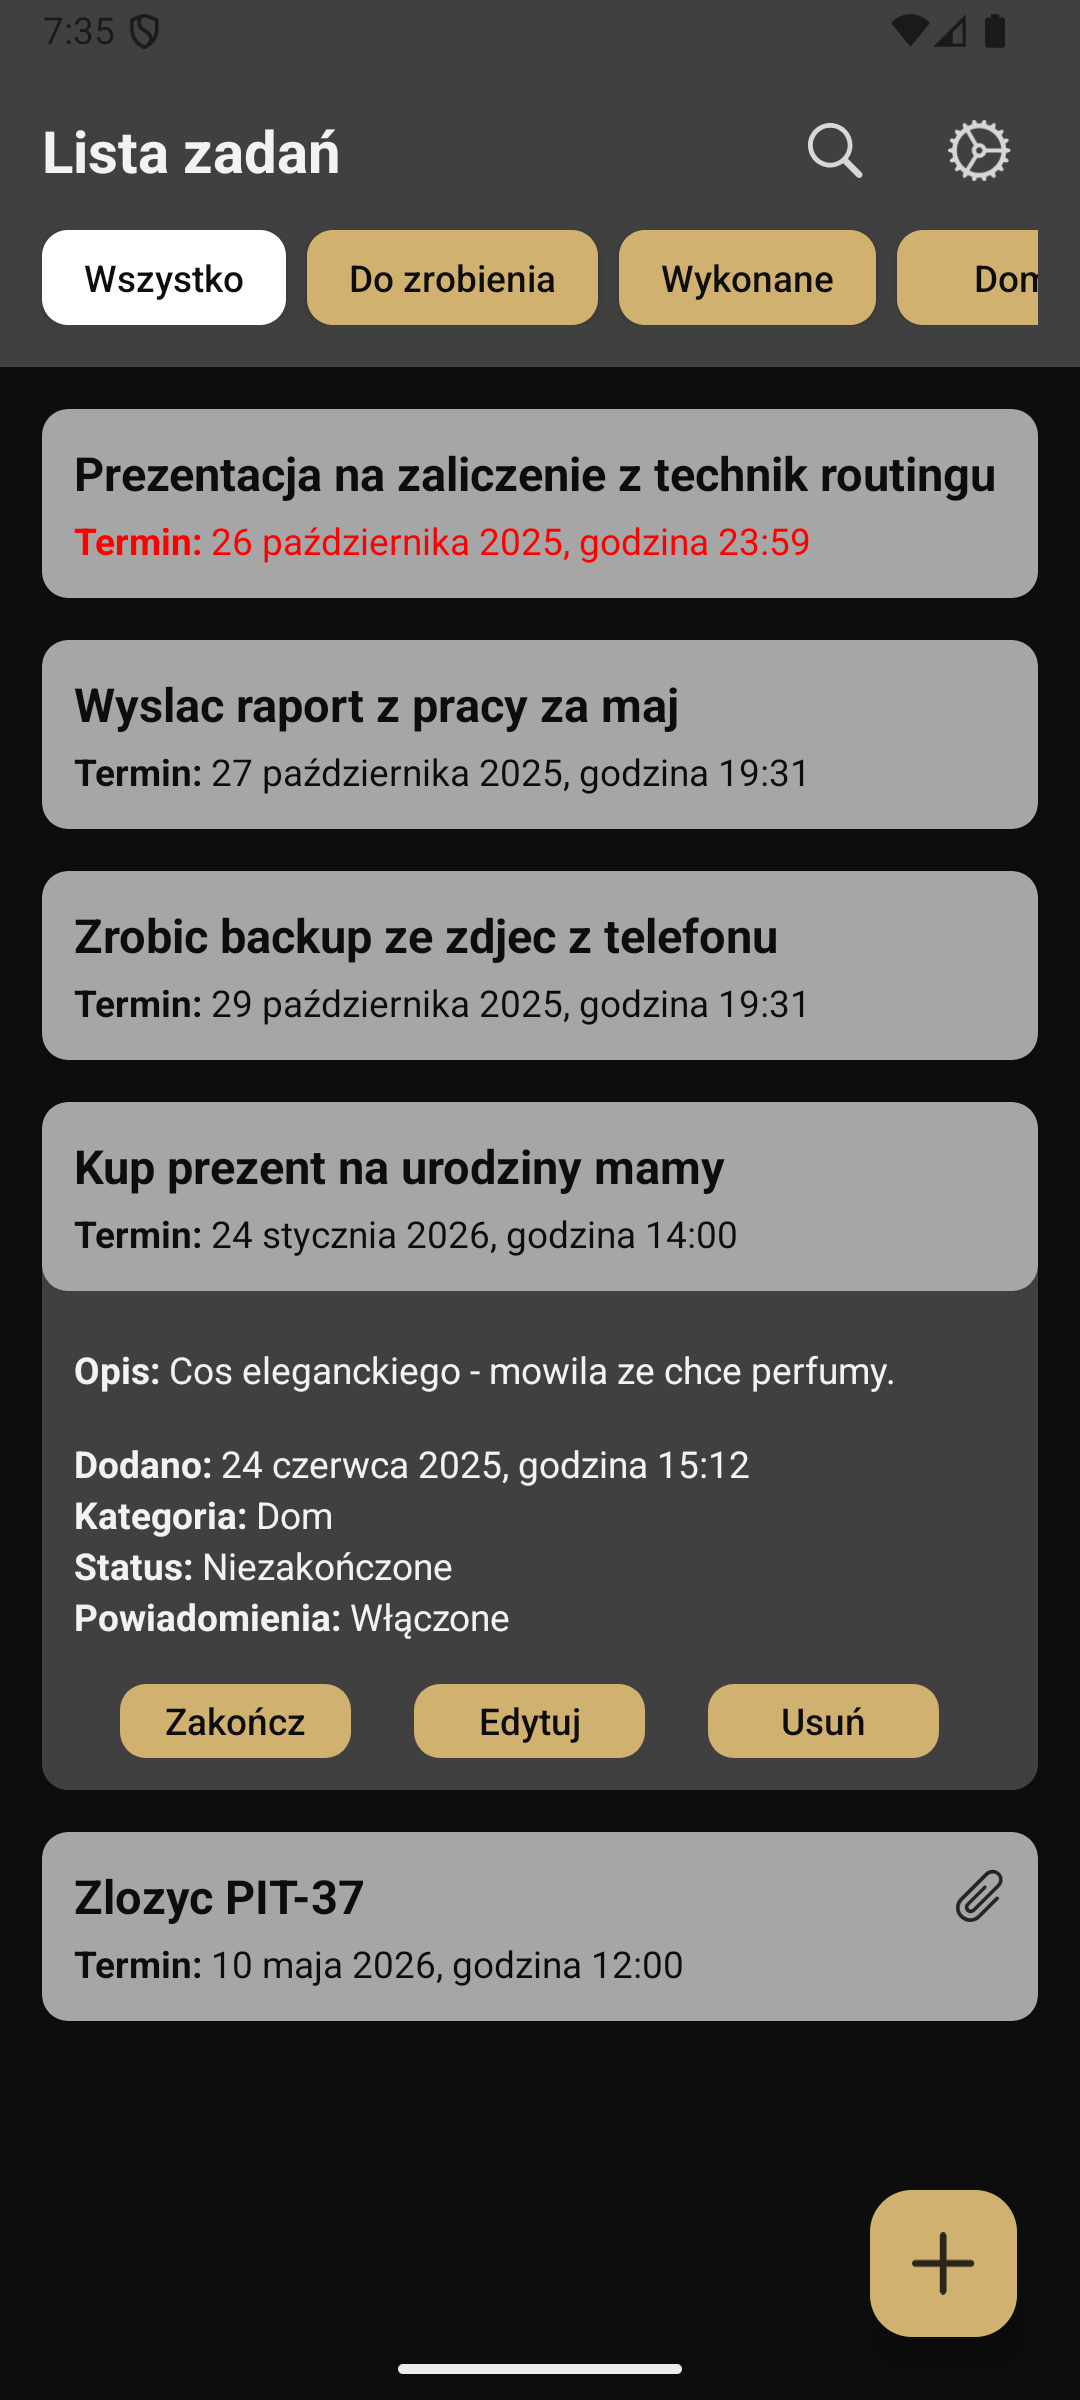 7:35
Lista zadań
Wszystko Do zrobienia Wykonane Dom
Prezentacja na zaliczenie z technik routingu
Termin: 26 października 2025, godzina 23:59
Wyslac raport z pracy za maj
Termin: 27 października 2025, godzina 19:31
Zrobic backup ze zdjec z telefonu
Termin: 29 października 2025, godzina 19:31
Kup prezent na urodziny mamy
Termin: 24 stycznia 2026, godzina 14:00
Opis: Cos eleganckiego - mowila ze chce perfumy.
Dodano: 24 czerwca 2025, godzina 15:12
Kategoria: Dom
Status: Niezakończone
Powiadomienia: Włączone
Zakończ Edytuj Usuń
Zlozyc PIT-37
Termin: 10 maja 2026, godzina 12:00